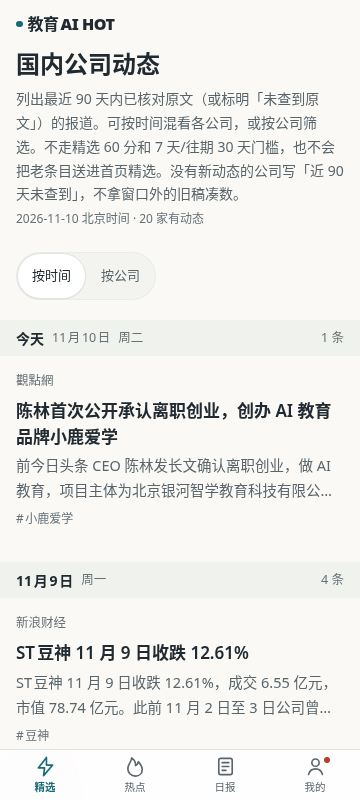 教育 AI HOT
国内公司动态
列出最近 90 天内已核对原文（或标明「未查到原
文」）的报道。可按时间混看各公司，或按公司筛
选。不走精选 60 分和 7 天/往期 30 天门槛，也不会
把老条目送进首页精选。没有新动态的公司写「近 90
天未查到」，不拿窗口外的旧稿凑数。
2026-11-10 北京时间 · 20 家有动态
按时间 按公司
今天 11月10日 周二 1 条
觀點網
陈林首次公开承认离职创业，创办 AI 教育
品牌小鹿爱学
前今日头条 CEO 陈林发长文确认离职创业，做 AI
教育，项目主体为北京银河智学教育科技有限公...
#小鹿爱学
11月9日 周一 4 条
新浪财经
ST豆神 11 月 9 日收跌 12.61%
ST豆神 11 月 9 日收跌 12.61%，成交 6.55 亿元，
市值 78.74 亿元。此前 11 月 2 日至 3 日公司曾...
#豆神
精选 热点 日报 我的